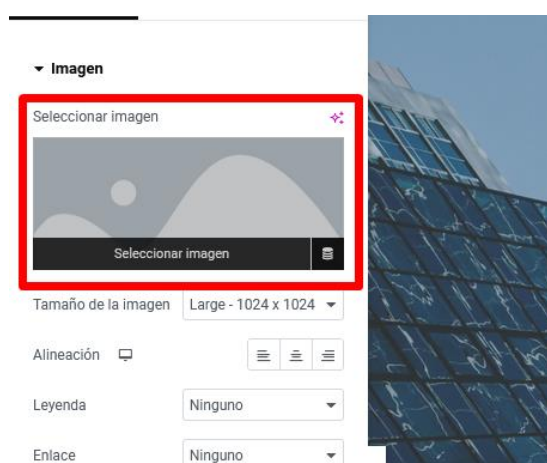 Imagen
Seleccionar imagen
Seleccionar imagen
Tamaño de la imagen Large - 1024 x 1024
Alineación
Leyenda Ninguno
Enlace Ninguno